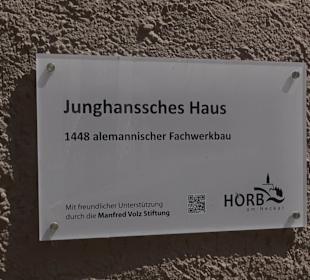 Junghanssches Haus
1448 alemannischer Fachwerkbau
Mit freundlicher Unterstützung
durch die Manfred Volz Stiftung
HORB
am Neckar